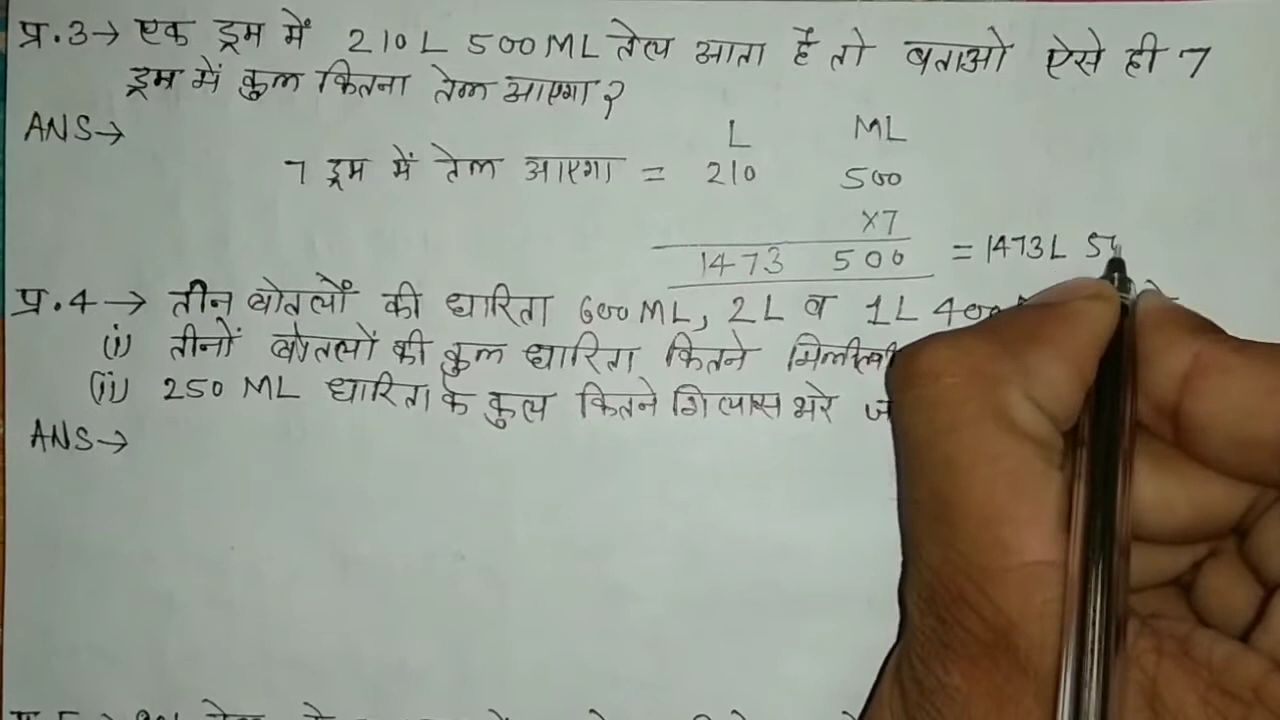 प्र.3→ एक ड्रम में 210L 500ML तेल आता है तो बताओ ऐसे ही 7
ड्रम में कुल कितना तेल आएगा?
ANS→
L ML
7 ड्रम में तेल आएगा = 210 500
×7
1473 500 = 1473L
प्र.4→ तीन बोतलों की धारिता 600ML, 2L व 1L
(i) तीनों बोतलों की कुल धारिता कितने
(ii) 250 ML धारिता के कुल कितने गिलास भरे
ANS→